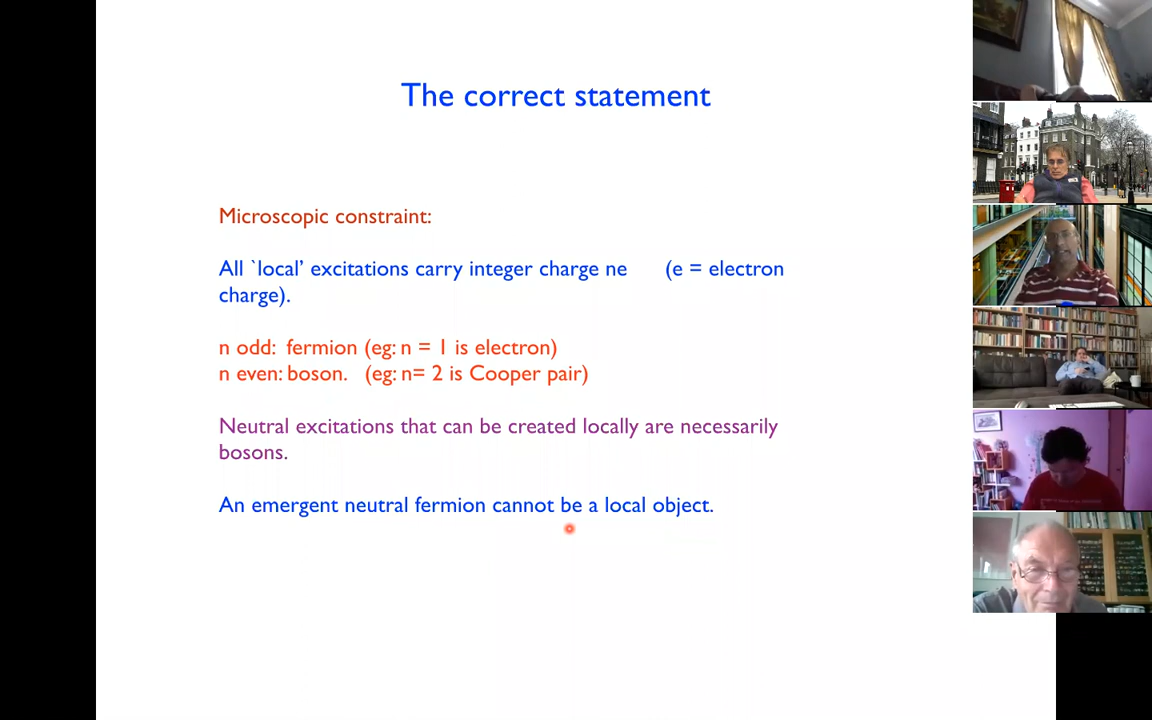 The correct statement
Microscopic constraint:
All `local’ excitations carry integer charge ne (e = electron
charge).
n odd: fermion (eg: n = 1 is electron)
n even: boson. (eg: n= 2 is Cooper pair)
Neutral excitations that can be created locally are necessarily
bosons.
An emergent neutral fermion cannot be a local object.